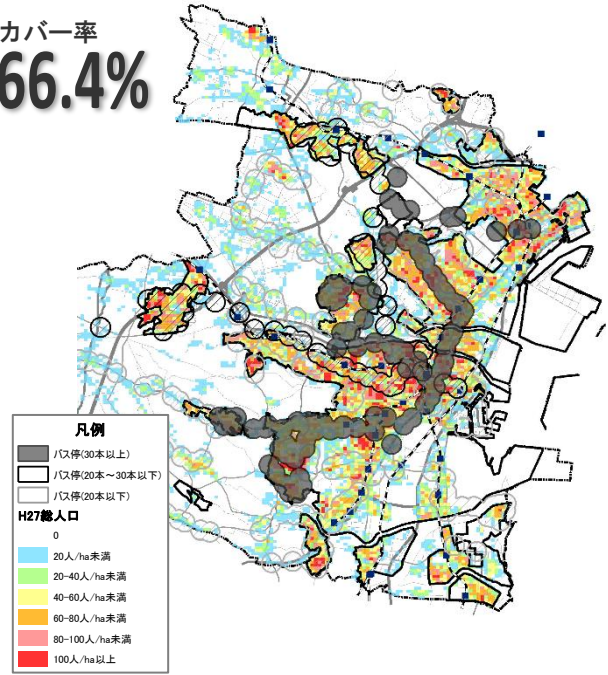 カバー率
66.4%
凡例
バス停(30本以上)
バス停(20本～30本以下)
バス停(20本以下)
H27総人口
0
20人/ha未満
20-40人/ha未満
40-60人/ha未満
60-80人/ha未満
80-100人/ha未満
100人/ha以上